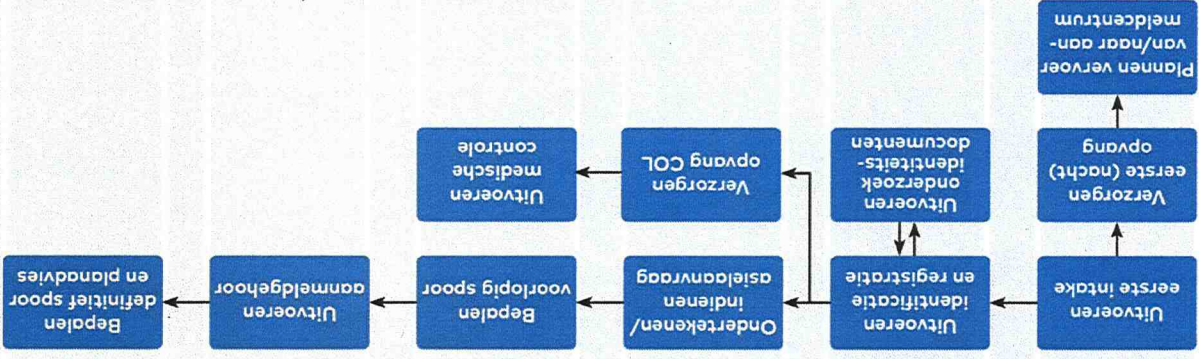 Uitvoeren
eerste intake
Uitvoeren
identificatie
en registratie
Ondertekenen/
indienen
asielaanvraag
Bepalen
voorlopig spoor
Uitvoeren
aanmeldgehoor
Bepalen
definitief spoor
en planadvies
Verzorgen
eerste (nacht)
opvang
Uitvoeren
onderzoek
identiteits-
documenten
Verzorgen
opvang COL
Uitvoeren
medische
controle
Plannen vervoer
van/naar aan-
meldcentrum